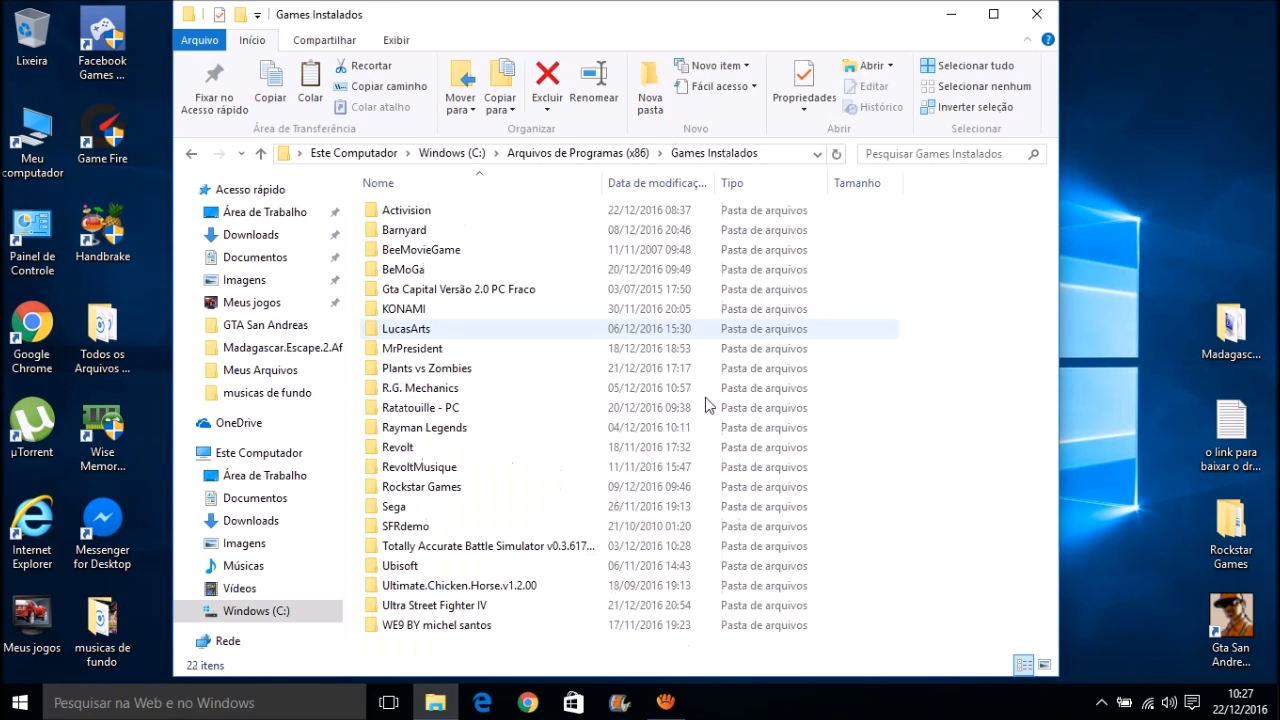 Games Instalados
Arquivo
Início
Compartilhar
Exibir
Fixar no
Acesso rápido
Copiar
Colar
Recortar
Copiar caminho
Colar atalho
Área de Transferência
Mover
para
Copiar
para
Excluir
Renomear
Organizar
Nova
pasta
Novo item
Fácil acesso
Novo
Propriedades
Abrir
Editar
Histórico
Abrir
Selecionar tudo
Selecionar nenhum
Inverter seleção
Selecionar
Este Computador
Windows (C:)
Arquivos de Programas (x86)
Games Instalados
Pesquisar Games Instalados
Acesso rápido
Área de Trabalho
Downloads
Documentos
Imagens
Meus jogos
GTA San Andreas
Madagascar.Escape.2.Af
Meus Arquivos
musicas de fundo
OneDrive
Este Computador
Área de Trabalho
Documentos
Downloads
Imagens
Músicas
Vídeos
Windows (C:)
Rede
Nome Data de modificaç... Tipo Tamanho
Activision 22/12/2016 08:37 Pasta de arquivos
Barnyard 08/12/2016 20:46 Pasta de arquivos
BeeMovieGame 11/11/2007 09:48 Pasta de arquivos
BeMoGa 20/12/2016 09:49 Pasta de arquivos
Gta Capital Versão 2.0 PC Fraco 03/07/2015 17:50 Pasta de arquivos
KONAMI 30/11/2016 20:05 Pasta de arquivos
LucasArts 06/12/2016 15:30 Pasta de arquivos
MrPresident 18/12/2016 18:53 Pasta de arquivos
Plants vs Zombies 21/12/2016 17:17 Pasta de arquivos
R.G. Mechanics 05/12/2016 10:57 Pasta de arquivos
Ratatouille - PC 20/12/2016 09:38 Pasta de arquivos
Rayman Legends 04/12/2016 10:11 Pasta de arquivos
Revolt 18/11/2016 17:32 Pasta de arquivos
RevoltMusique 11/11/2016 15:47 Pasta de arquivos
Rockstar Games 09/12/2016 09:46 Pasta de arquivos
Sega 26/11/2016 19:13 Pasta de arquivos
SFRdemo 21/10/2010 01:20 Pasta de arquivos
Totally Accurate Battle Simulator v0.3.617... 03/12/2016 10:28 Pasta de arquivos
Ubisoft 06/11/2016 14:43 Pasta de arquivos
Ultimate.Chicken.Horse.v1.2.00 18/09/2016 19:13 Pasta de arquivos
Ultra Street Fighter IV 21/12/2016 20:54 Pasta de arquivos
WE9 BY michel santos 17/11/2016 19:23 Pasta de arquivos
22 itens
Lixeira
Facebook
Games ...
Meu
computador
Game Fire
Painel de
Controle
Handbrake
Google
Chrome
Todos os
Arquivos ...
µTorrent
Wise
Memor...
Internet
Explorer
Messenger
for Desktop
Meus jogos
musicas de
fundo
Madagasc...
o link para
baixar o dr...
Rockstar
Games
Gta San
Andre...
Pesquisar na Web e no Windows
10:27
22/12/2016